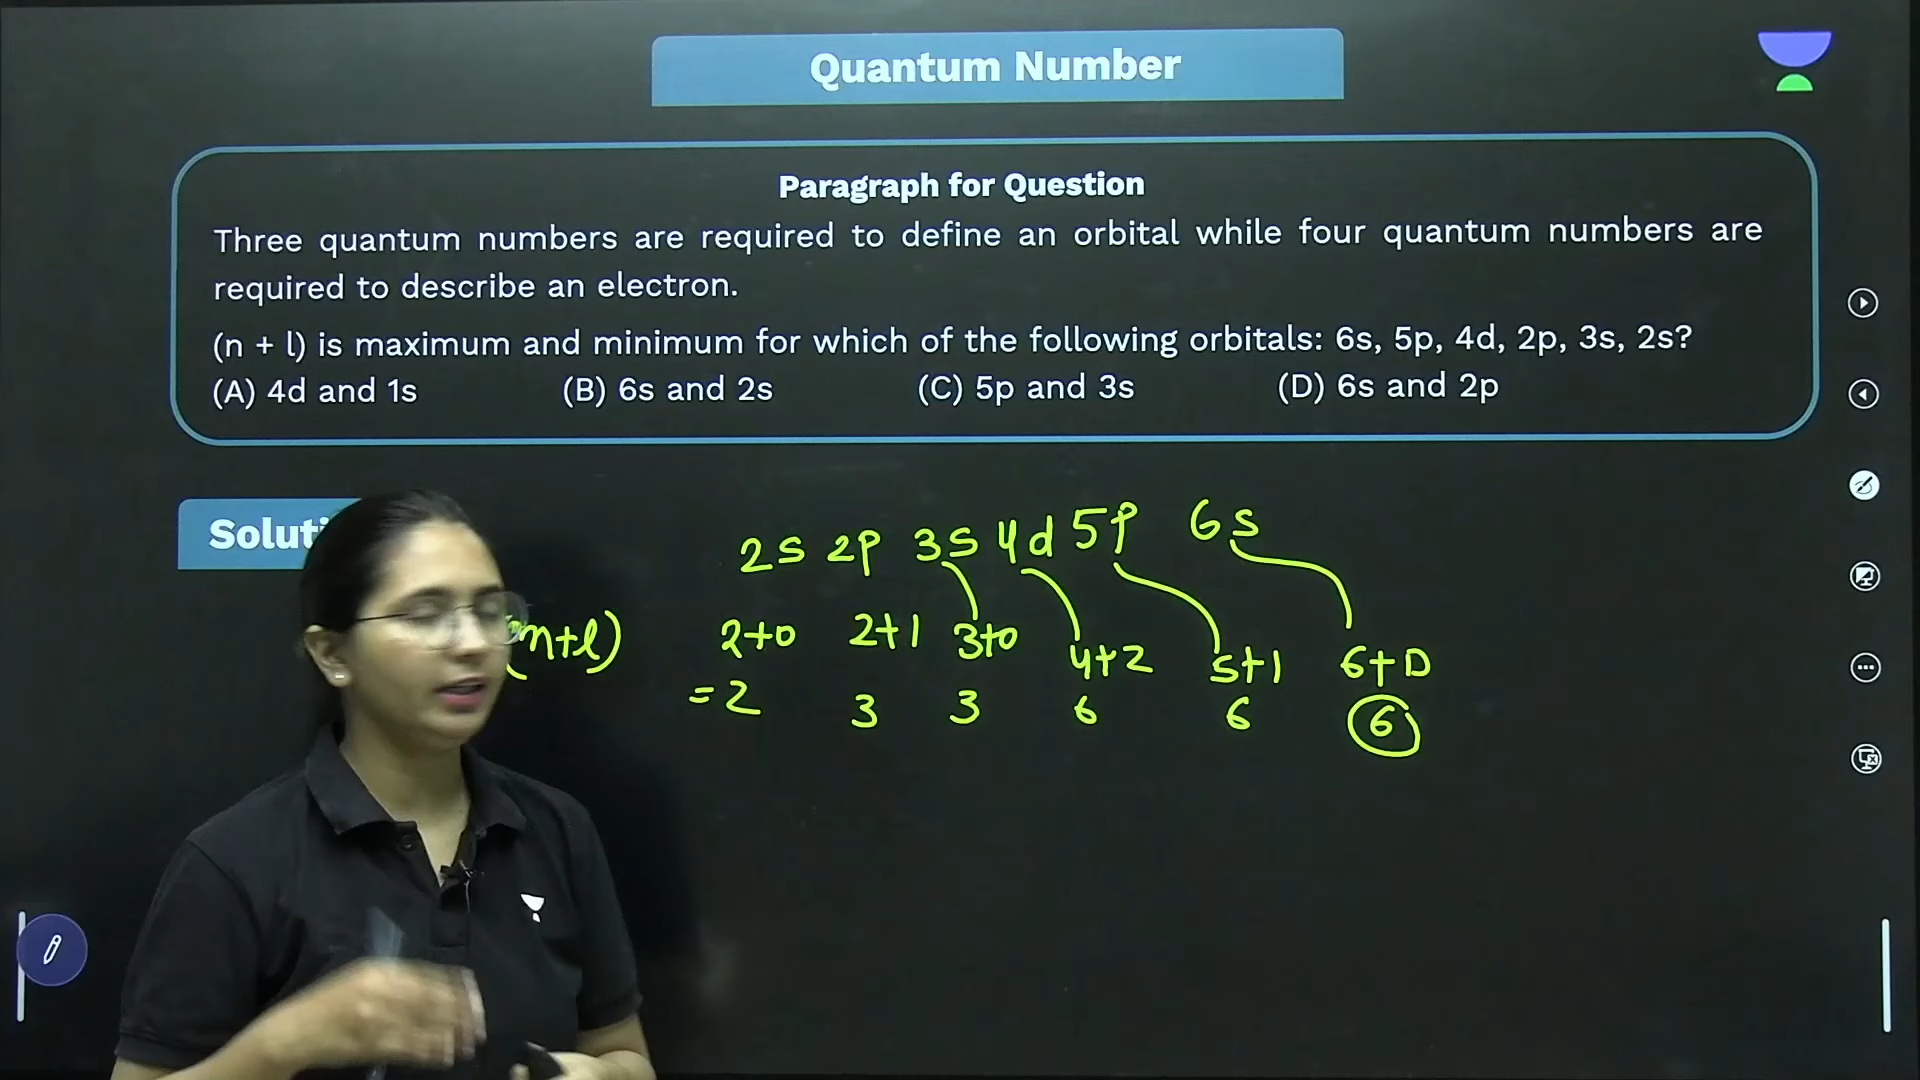 Quantum Number
Paragraph for Question
Three quantum numbers are required to define an orbital while four quantum numbers are
required to describe an electron.
(n + l) is maximum and minimum for which of the following orbitals: 6s, 5p, 4d, 2p, 3s, 2s?
(A) 4d and 1s (B) 6s and 2s (C) 5p and 3s (D) 6s and 2p
Soluti
2s 2p 3s 4d 5p 6s
(n+l) 2+0 2+1 3+0 4+2 5+1 6+0
=2 3 3 6 6 6